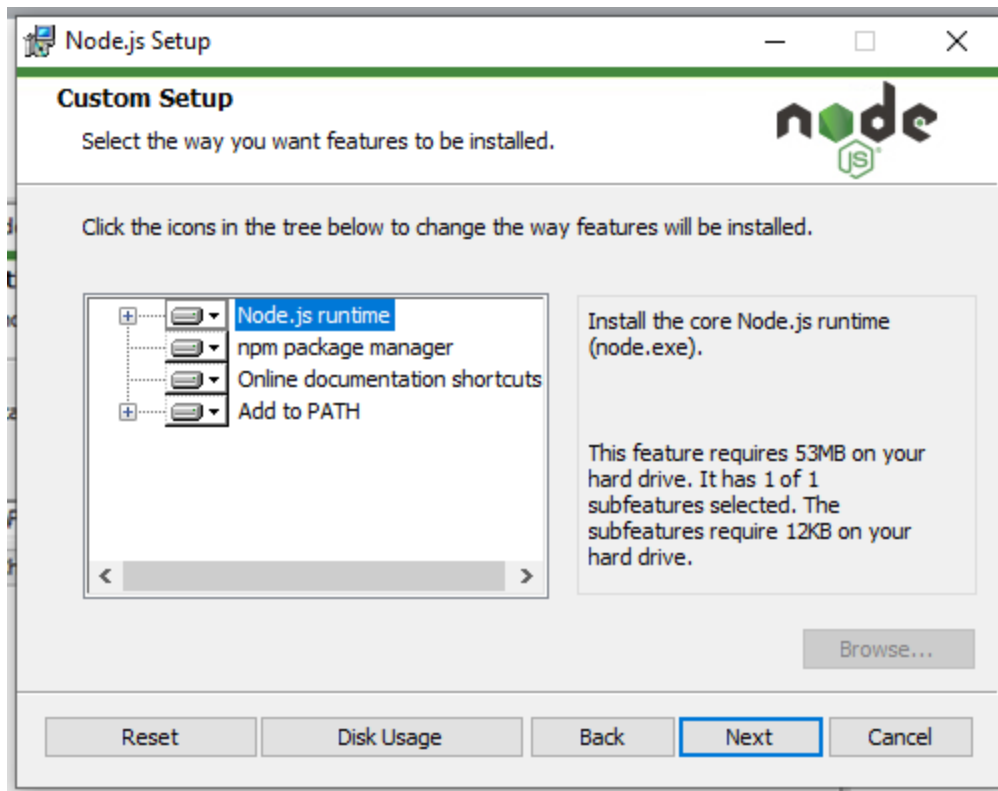 Node.js Setup
Custom Setup
Select the way you want features to be installed.
node
JS
Click the icons in the tree below to change the way features will be installed.
Node.js runtime
npm package manager
Online documentation shortcuts
Add to PATH
Install the core Node.js runtime
(node.exe).
This feature requires 53MB on your
hard drive. It has 1 of 1
subfeatures selected. The
subfeatures require 12KB on your
hard drive.
Browse...
Reset
Disk Usage
Back
Next
Cancel